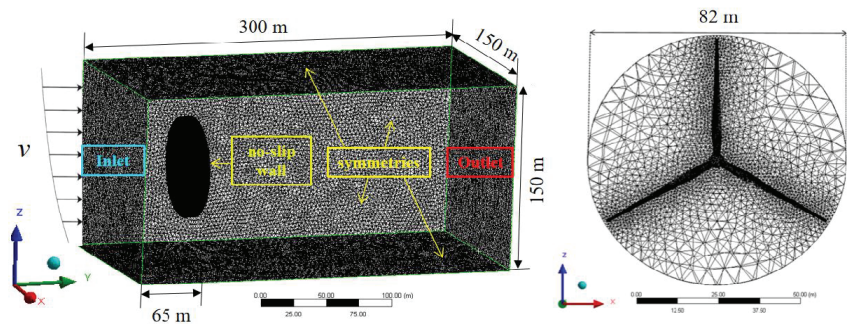 300 m
150 m
v
Inlet
no-slip
wall
symmetries
Outlet
150 m
Z
Y
X
65 m
0.00 50.00 100.00 (m)
25.00 75.00
82 m
z
x
0.00 25.00 50.00 (m)
12.50 37.50